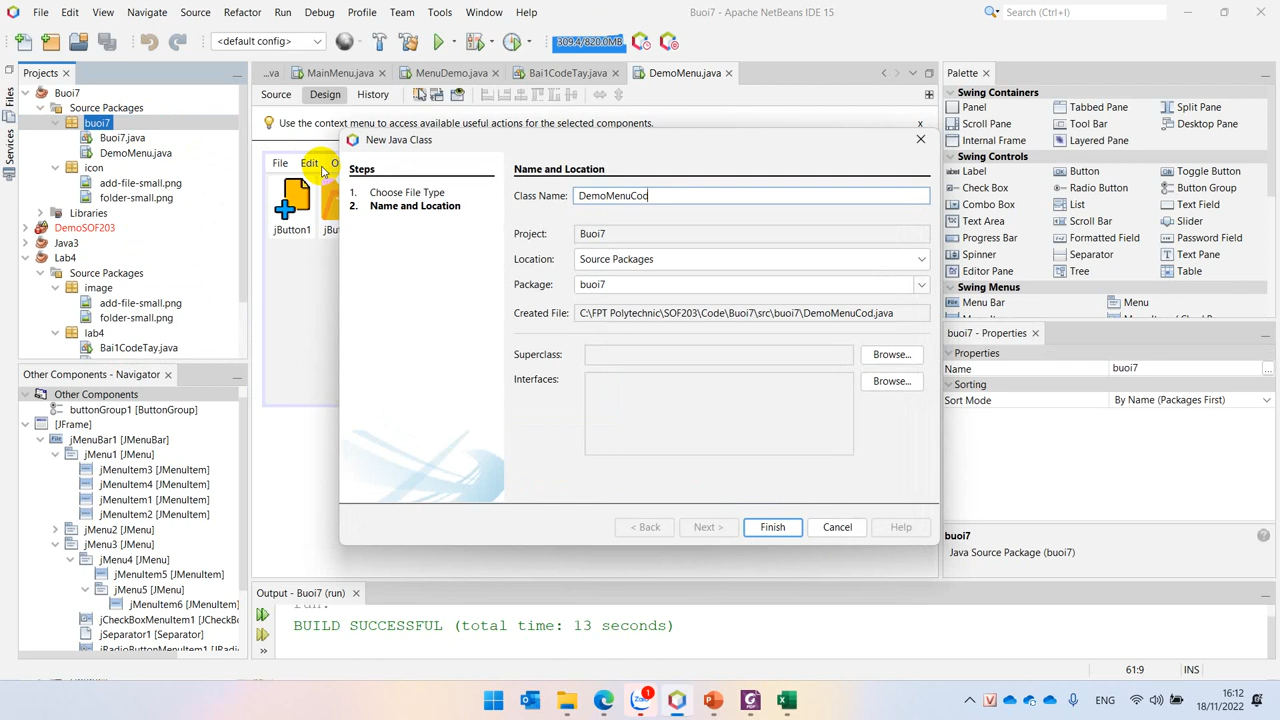 File Edit View Navigate Source Refactor Run Debug Profile Team Tools Window Help
Buoi7 - Apache NetBeans IDE 15
Search (Ctrl+I)
<default config>
309.4/820.0MB
Projects
Files
Services
Buoi7
Source Packages
buoi7
Buoi7.java
DemoMenu.java
icon
add-file-small.png
folder-small.png
Libraries
DemoSOF203
Java3
Lab4
Source Packages
image
add-file-small.png
folder-small.png
lab4
Bai1CodeTay.java
Other Components - Navigator
Other Components
buttonGroup1 [ButtonGroup]
[JFrame]
jMenuBar1 [JMenuBar]
jMenu1 [JMenu]
jMenuItem3 [JMenuItem]
jMenuItem4 [JMenuItem]
jMenuItem1 [JMenuItem]
jMenuItem2 [JMenuItem]
jMenu2 [JMenu]
jMenu3 [JMenu]
jMenu4 [JMenu]
jMenuItem5 [JMenuItem]
jMenu5 [JMenu]
jMenuItem6 [JMenuItem]
jCheckBoxMenuItem1 [JCheckBo
jSeparator1 [Separator]
jRadioButtonMenuItem1 [JRadio
...va MainMenu.java MenuDemo.java Bai1CodeTay.java DemoMenu.java
Source Design History
Use the context menu to access available useful actions for the selected components. x
File Edit O
jButton1 jBu
New Java Class
Steps
1. Choose File Type
2. Name and Location
Name and Location
Class Name: DemoMenuCod
Project: Buoi7
Location: Source Packages
Package: buoi7
Created File: C:\FPT Polytechnic\SOF203\Code\Buoi7\src\buoi7\DemoMenuCod.java
Superclass: Browse...
Interfaces: Browse...
< Back Next > Finish Cancel Help
Output - Buoi7 (run)
run:
BUILD SUCCESSFUL (total time: 13 seconds)
Palette
Swing Containers
Panel Tabbed Pane Split Pane
Scroll Pane Tool Bar Desktop Pane
Internal Frame Layered Pane
Swing Controls
Label Button Toggle Button
Check Box Radio Button Button Group
Combo Box List Text Field
Text Area Scroll Bar Slider
Progress Bar Formatted Field Password Field
Spinner Separator Text Pane
Editor Pane Tree Table
Swing Menus
Menu Bar Menu
buoi7 - Properties
Properties
Name buoi7 ...
Sorting
Sort Mode By Name (Packages First)
buoi7
Java Source Package (buoi7)
61:9 INS
Zalo 1
ENG
16:12
18/11/2022